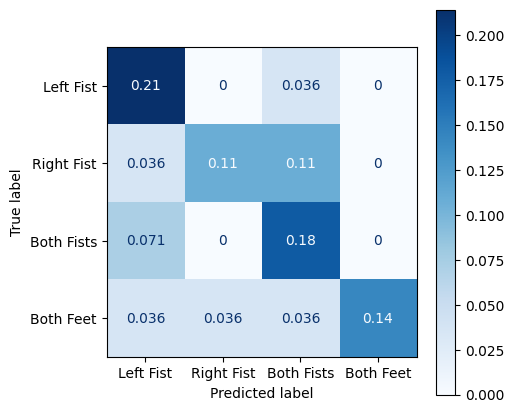 0.200
Left Fist 0.21 0 0.036 0
0.175
0.150
Right Fist 0.036 0.11 0.11 0
0.125
True label
0.100
Both Fists 0.071 0 0.18 0
0.075
0.050
Both Feet 0.036 0.036 0.036 0.14
0.025
0.000
Left Fist Right Fist Both Fists Both Feet
Predicted label